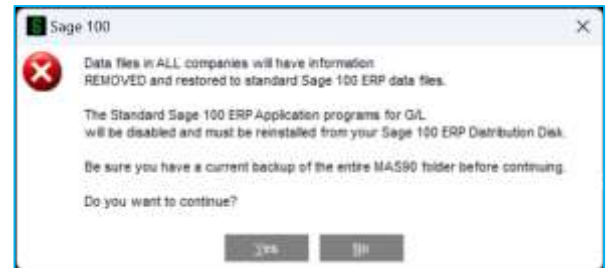 Sage 100
Data files in ALL companies will have information
REMOVED and restored to standard Sage 100 ERP data files.
The Standard Sage 100 ERP Application programs for G/L
will be disabled and must be reinstalled from your Sage 100 ERP Distribution Disk.
Be sure you have a current backup of the entire MAS90 folder before continuing.
Do you want to continue?
Yes No